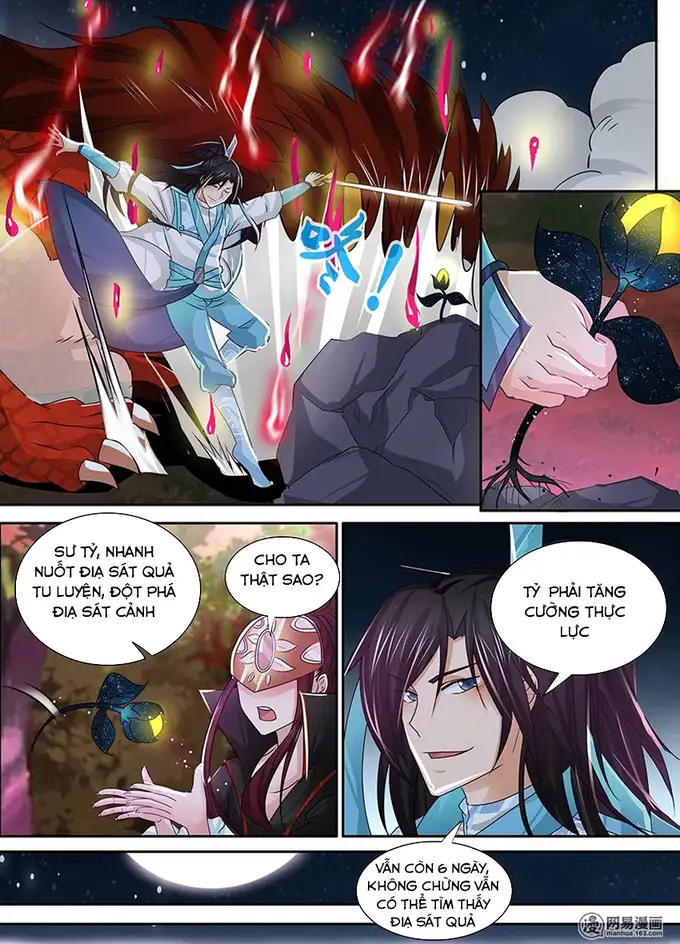 SƯ TỶ, NHANH
NUỐT ĐỊA SÁT QUẢ
TU LUYỆN, ĐỘT PHÁ
ĐỊA SÁT CẢNH
CHO TA
THẬT SAO?
TỶ PHẢI TĂNG
CƯỜNG THỰC
LỰC
VẪN CÒN 6 NGÀY,
KHÔNG CHỪNG VẪN
CÓ THỂ TÌM THẤY
ĐỊA SÁT QUẢ
网易漫画
manhua.163.com